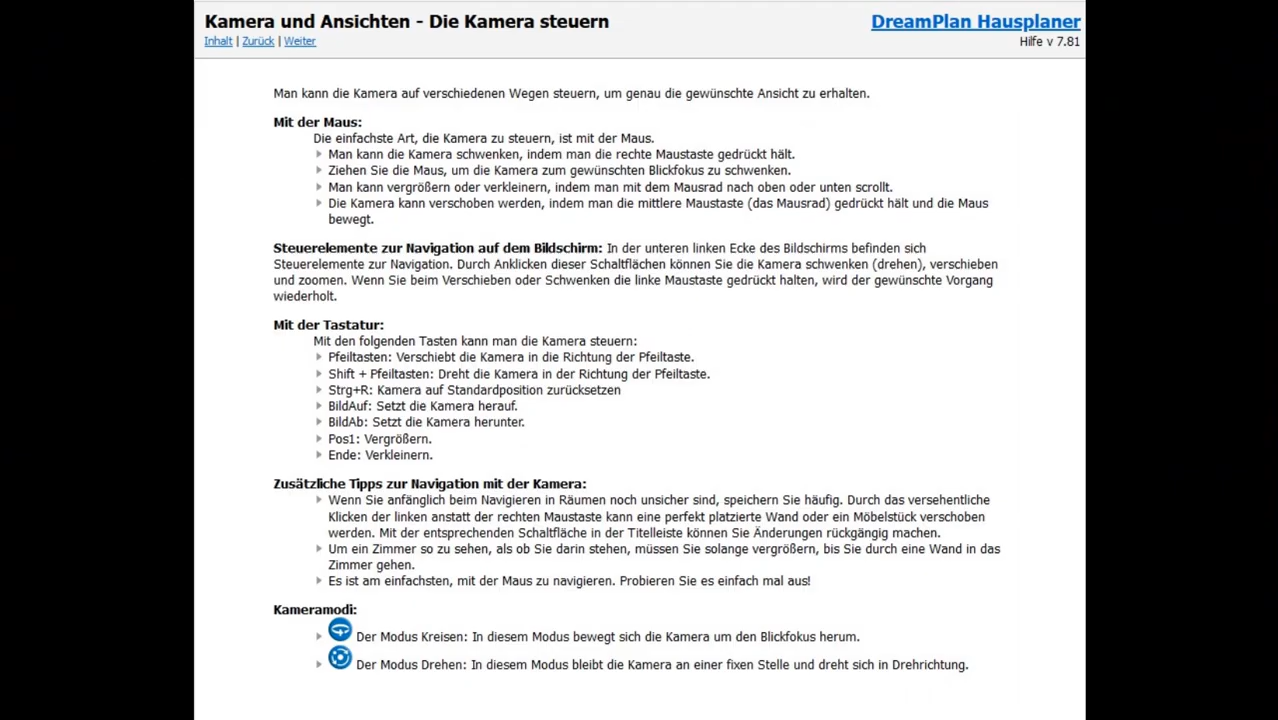 Kamera und Ansichten - Die Kamera steuern
DreamPlan Hausplaner
Inhalt | Zurück | Weiter
Hilfe v 7.81
Man kann die Kamera auf verschiedenen Wegen steuern, um genau die gewünschte Ansicht zu erhalten.
Mit der Maus:
Die einfachste Art, die Kamera zu steuern, ist mit der Maus.
Man kann die Kamera schwenken, indem man die rechte Maustaste gedrückt hält.
Ziehen Sie die Maus, um die Kamera zum gewünschten Blickfokus zu schwenken.
Man kann vergrößern oder verkleinern, indem man mit dem Mausrad nach oben oder unten scrollt.
Die Kamera kann verschoben werden, indem man die mittlere Maustaste (das Mausrad) gedrückt hält und die Maus
bewegt.
Steuerelemente zur Navigation auf dem Bildschirm: In der unteren linken Ecke des Bildschirms befinden sich
Steuerelemente zur Navigation. Durch Anklicken dieser Schaltflächen können Sie die Kamera schwenken (drehen), verschieben
und zoomen. Wenn Sie beim Verschieben oder Schwenken die linke Maustaste gedrückt halten, wird der gewünschte Vorgang
wiederholt.
Mit der Tastatur:
Mit den folgenden Tasten kann man die Kamera steuern:
Pfeiltasten: Verschiebt die Kamera in die Richtung der Pfeiltaste.
Shift + Pfeiltasten: Dreht die Kamera in der Richtung der Pfeiltaste.
Strg+R: Kamera auf Standardposition zurücksetzen
BildAuf: Setzt die Kamera herauf.
BildAb: Setzt die Kamera herunter.
Pos1: Vergrößern.
Ende: Verkleinern.
Zusätzliche Tipps zur Navigation mit der Kamera:
Wenn Sie anfänglich beim Navigieren in Räumen noch unsicher sind, speichern Sie häufig. Durch das versehentliche
Klicken der linken anstatt der rechten Maustaste kann eine perfekt platzierte Wand oder ein Möbelstück verschoben
werden. Mit der entsprechenden Schaltfläche in der Titelleiste können Sie Änderungen rückgängig machen.
Um ein Zimmer so zu sehen, als ob Sie darin stehen, müssen Sie solange vergrößern, bis Sie durch eine Wand in das
Zimmer gehen.
Es ist am einfachsten, mit der Maus zu navigieren. Probieren Sie es einfach mal aus!
Kameramodi:
Der Modus Kreisen: In diesem Modus bewegt sich die Kamera um den Blickfokus herum.
Der Modus Drehen: In diesem Modus bleibt die Kamera an einer fixen Stelle und dreht sich in Drehrichtung.